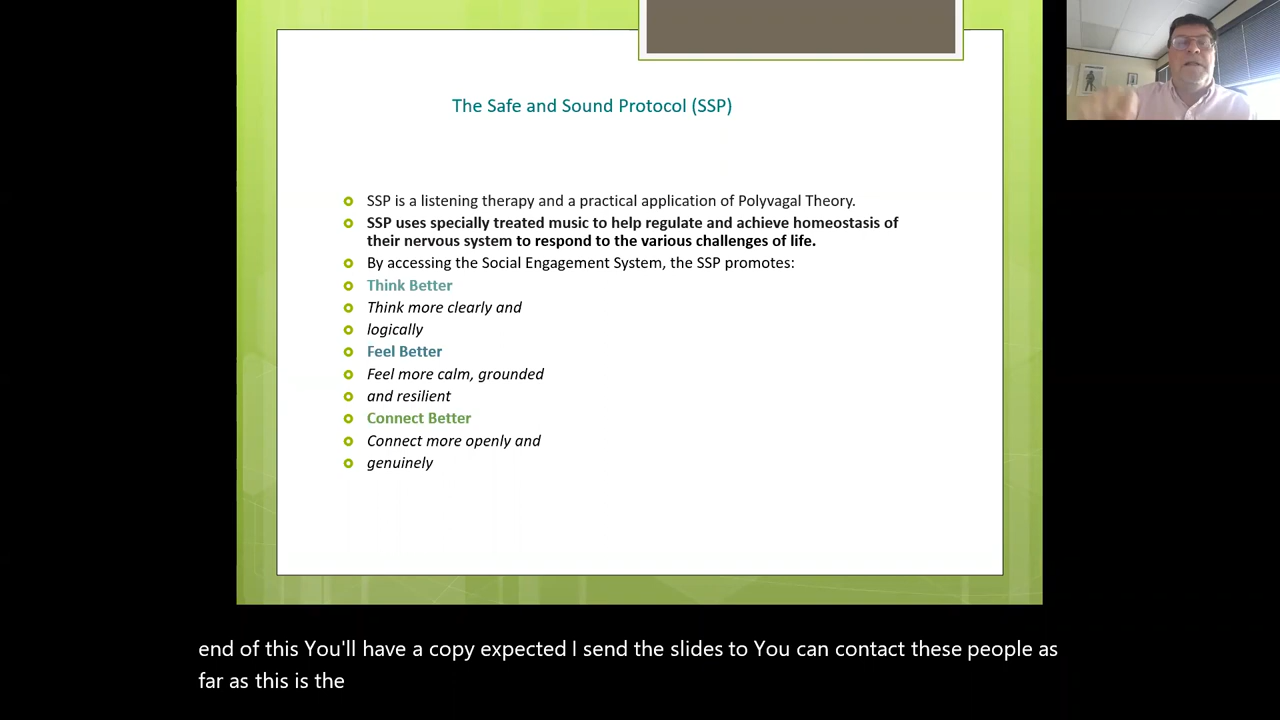 The Safe and Sound Protocol (SSP)
SSP is a listening therapy and a practical application of Polyvagal Theory.
SSP uses specially treated music to help regulate and achieve homeostasis of
their nervous system to respond to the various challenges of life.
By accessing the Social Engagement System, the SSP promotes:
Think Better
Think more clearly and
logically
Feel Better
Feel more calm, grounded
and resilient
Connect Better
Connect more openly and
genuinely
end of this You'll have a copy expected I send the slides to You can contact these people as
far as this is the